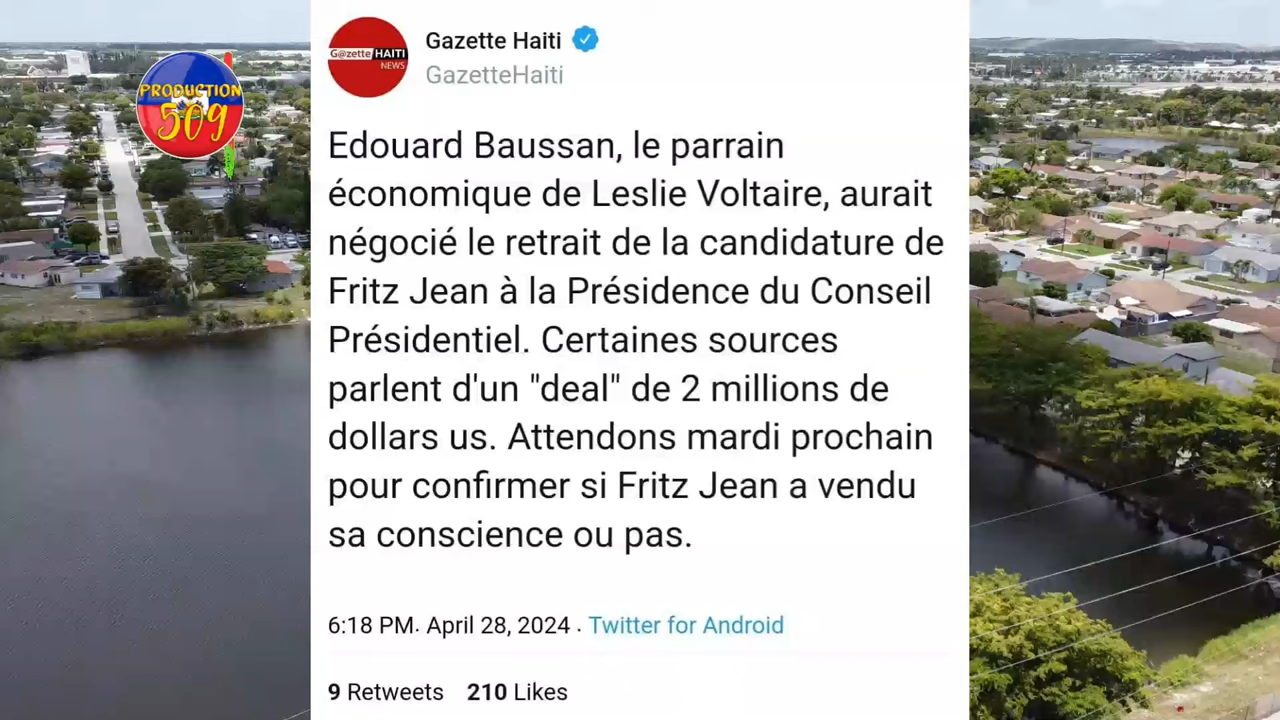 PRODUCTION
509
G@zette HAITI
NEWS
Gazette Haiti
GazetteHaiti
Edouard Baussan, le parrain
économique de Leslie Voltaire, aurait
négocié le retrait de la candidature de
Fritz Jean à la Présidence du Conseil
Présidentiel. Certaines sources
parlent d'un "deal" de 2 millions de
dollars us. Attendons mardi prochain
pour confirmer si Fritz Jean a vendu
sa conscience ou pas.
6:18 PM. April 28, 2024 . Twitter for Android
9 Retweets 210 Likes